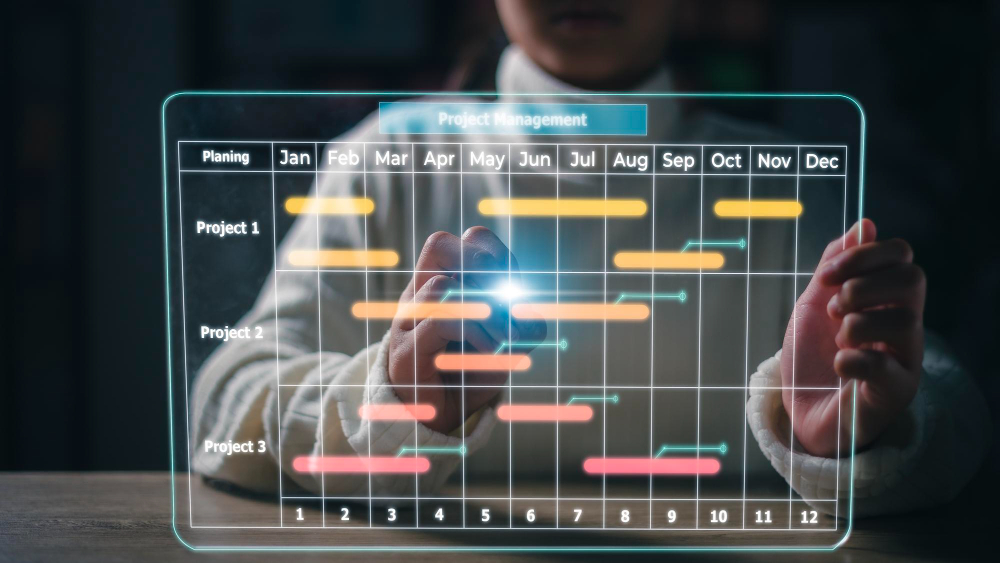 Project Management
Planing Jan Feb Mar Apr May Jun Jul Aug Sep Oct Nov Dec
Project 1
Project 2
Project 3
1 2 3 4 5 6 7 8 9 10 11 12